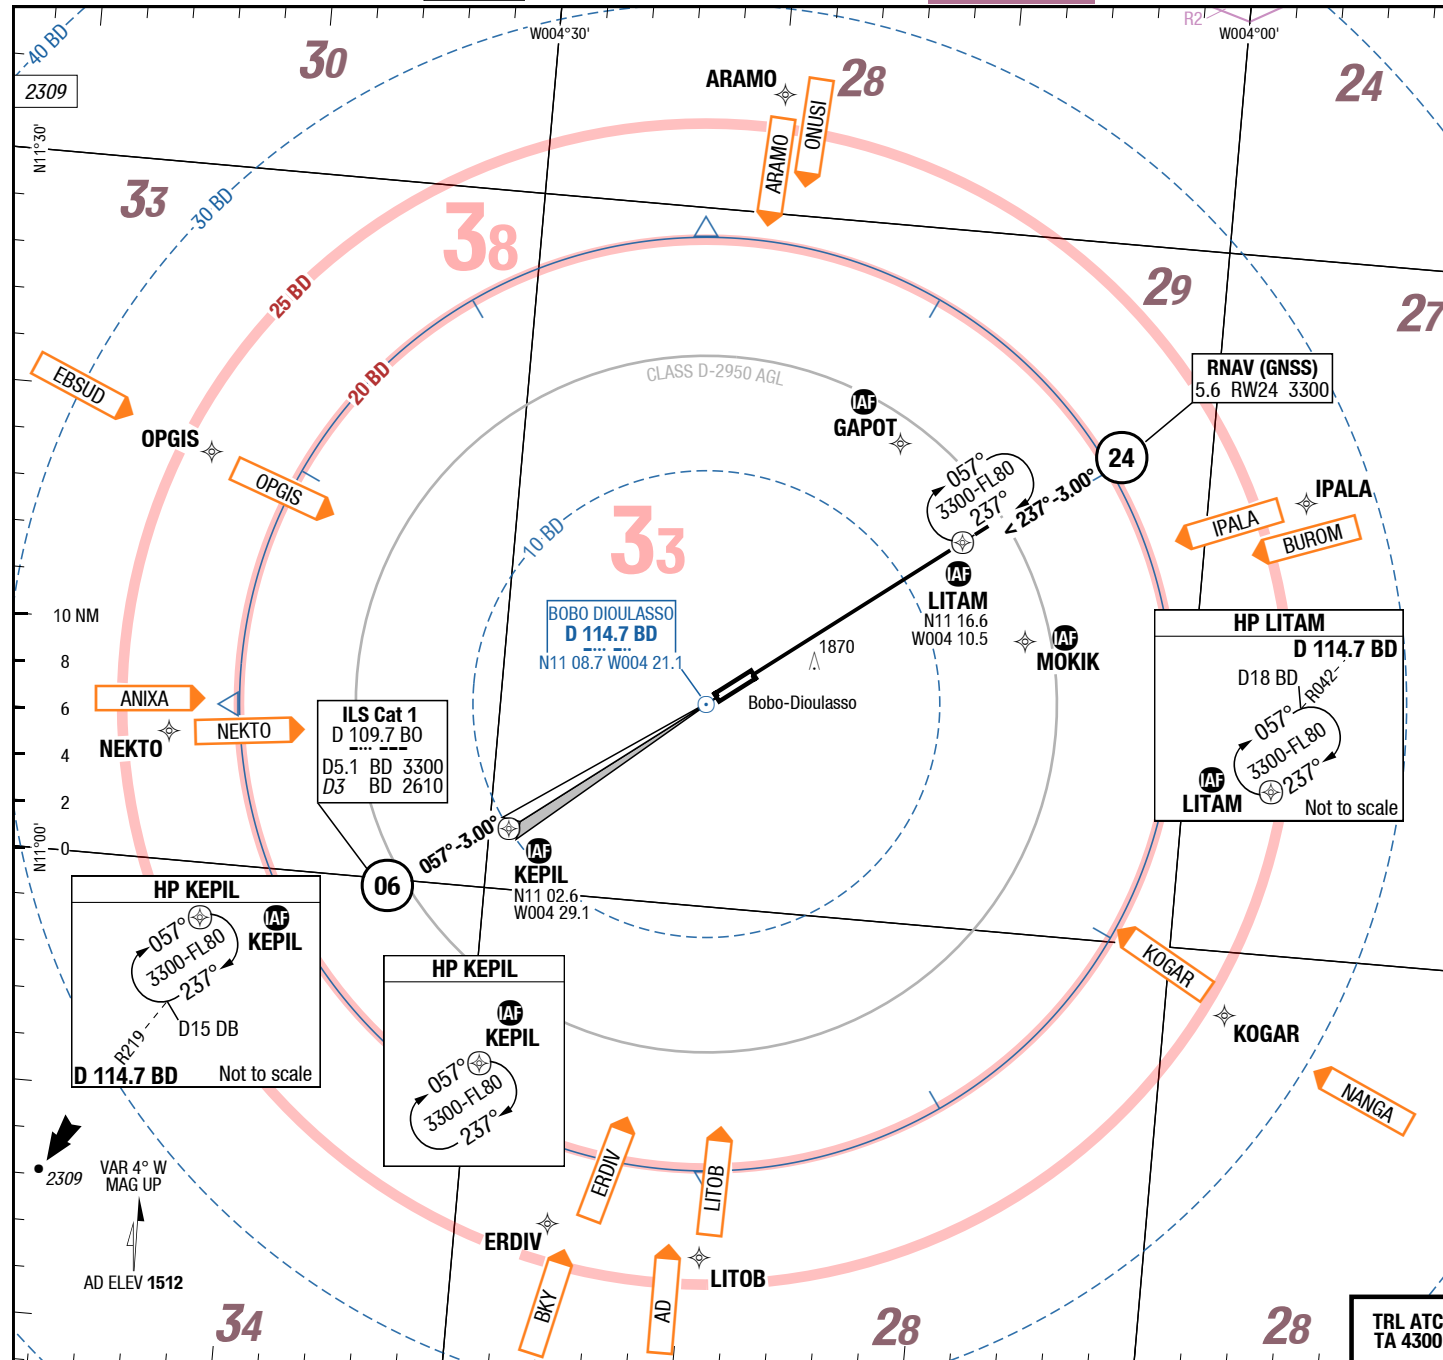 R2
W004°30'
W004°00'
40 BD
30
28
24
ARAMO
ONUSI
ARAMO
2309
N11°30'
33
30 BD
38
29
27
25 BD
20 BD
CLASS D-2950 AGL
RNAV (GNSS)
5.6 RW24 3300
EBSUD
OPGIS
OPGIS
IAF
GAPOT
24
057°
3300-FL80
237°
< 237°-3.00°
IPALA
IPALA
BUROM
10 BD
33
IAF
LITAM
N11 16.6
W004 10.5
BOBO DIOULASSO
D 114.7 BD
N11 08.7 W004 21.1
1870
IAF
MOKIK
Bobo-Dioulasso
10 NM
8
6
4
2
0
N11°00'
HP LITAM
D 114.7 BD
D18 BD
R042
057°
3300-FL80
237°
IAF
LITAM
Not to scale
ANIXA
NEKTO
NEKTO
ILS Cat 1
D 109.7 BO
D5.1 BD 3300
D3 BD 2610
057°-3.00°
06
IAF
KEPIL
N11 02.6
W004 29.1
HP KEPIL
057°
3300-FL80
237°
IAF
KEPIL
D15 DB
R219
D 114.7 BD
Not to scale
HP KEPIL
IAF
KEPIL
057°
3300-FL80
237°
KOGAR
KOGAR
NANGA
2309
VAR 4° W
MAG UP
AD ELEV 1512
ERDIV
LITOB
ERDIV
LITOB
BKY
AD
34
28
28
TRL ATC
TA 4300